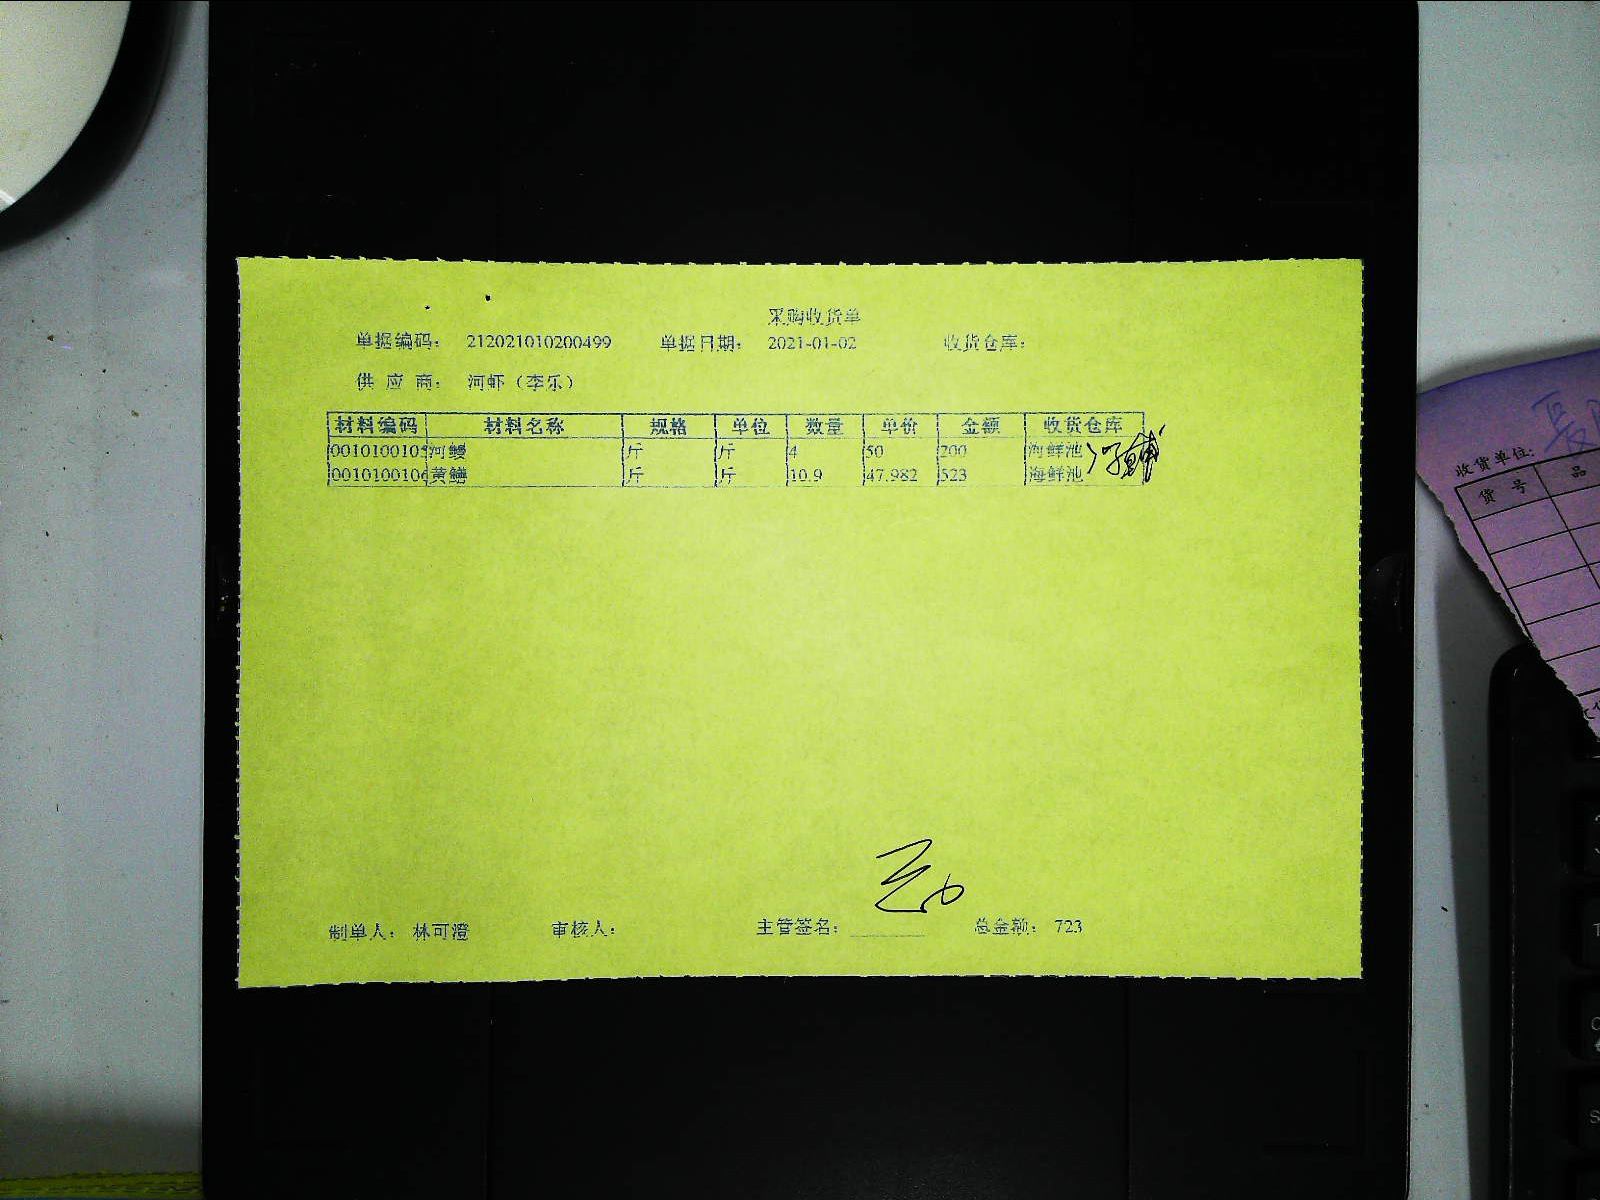 采购收货单
单据编码： 212021010200499 单据日期： 2021-01-02 收货仓库：
供 应 商： 河虾（李乐）
材料编码 材料名称 规格 单位 数量 单价 金额 收货仓库
0010100105 河鳗 斤 斤 4 50 200 海鲜池
0010100106 黄鳝 斤 斤 10.9 47.982 523 海鲜池
制单人： 林可澄 审核人： 主管签名： 总金额： 723
收货单位:
货 号 品